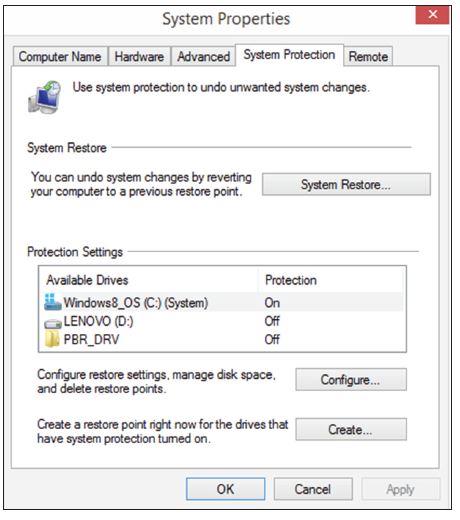 System Properties
Computer Name Hardware Advanced System Protection Remote
Use system protection to undo unwanted system changes.
System Restore
You can undo system changes by reverting
your computer to a previous restore point.
System Restore...
Protection Settings
Available Drives Protection
Windows8_OS (C:) (System) On
LENOVO (D:) Off
PBR_DRV Off
Configure restore settings, manage disk space,
and delete restore points.
Configure...
Create a restore point right now for the drives that
have system protection turned on.
Create...
OK Cancel Apply